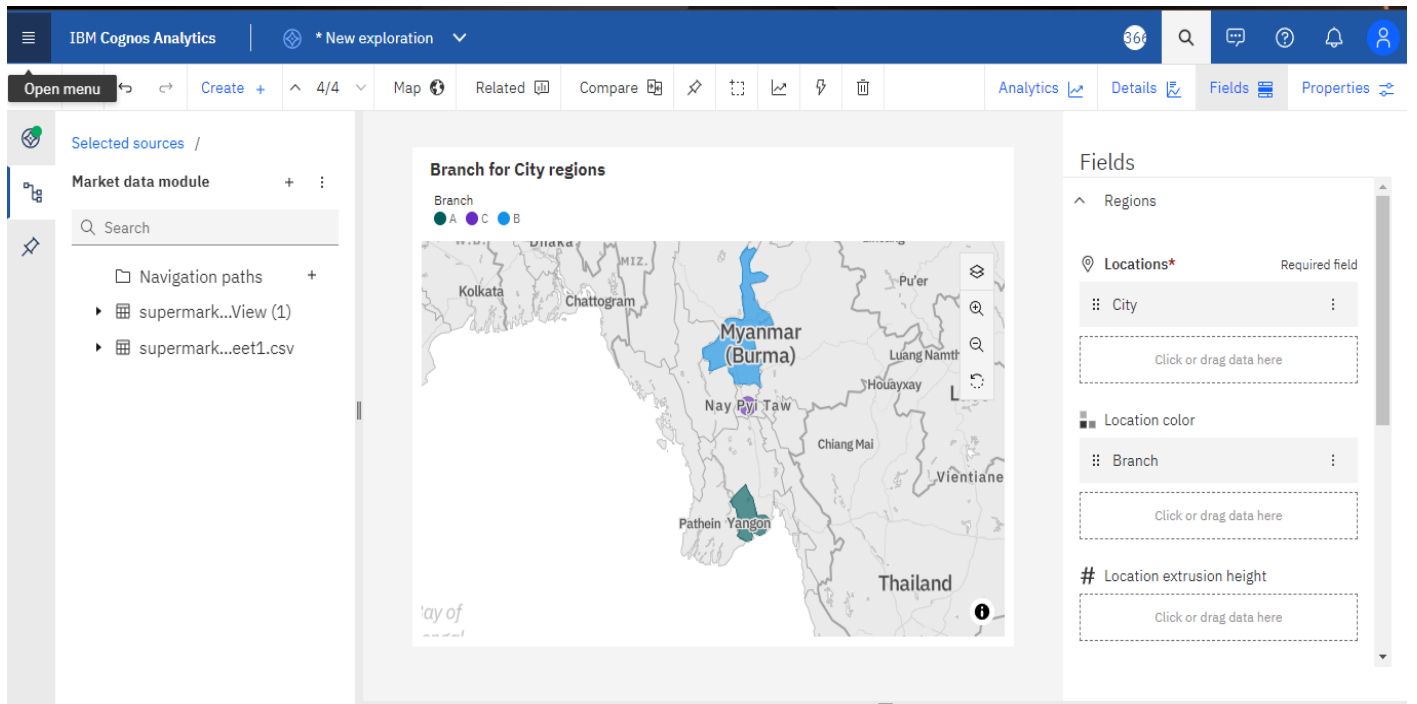 IBM Cognos Analytics
* New exploration
366
Open menu
Create +
4/4
Map
Related
Compare
Analytics
Details
Fields
Properties
Selected sources /
Market data module
Search
Navigation paths
supermark...View (1)
supermark...eet1.csv
Branch for City regions
Branch
A C B
Dhaka
MIZ.
Kolkata
Chattogram
Pu'er
Myanmar
(Burma)
Luang Namth
Houayxay
Nay Pyi Taw
Chiang Mai
Vientiane
Pathein Yangon
Thailand
Fields
Regions
Locations* Required field
City
Click or drag data here
Location color
Branch
Click or drag data here
# Location extrusion height
Click or drag data here